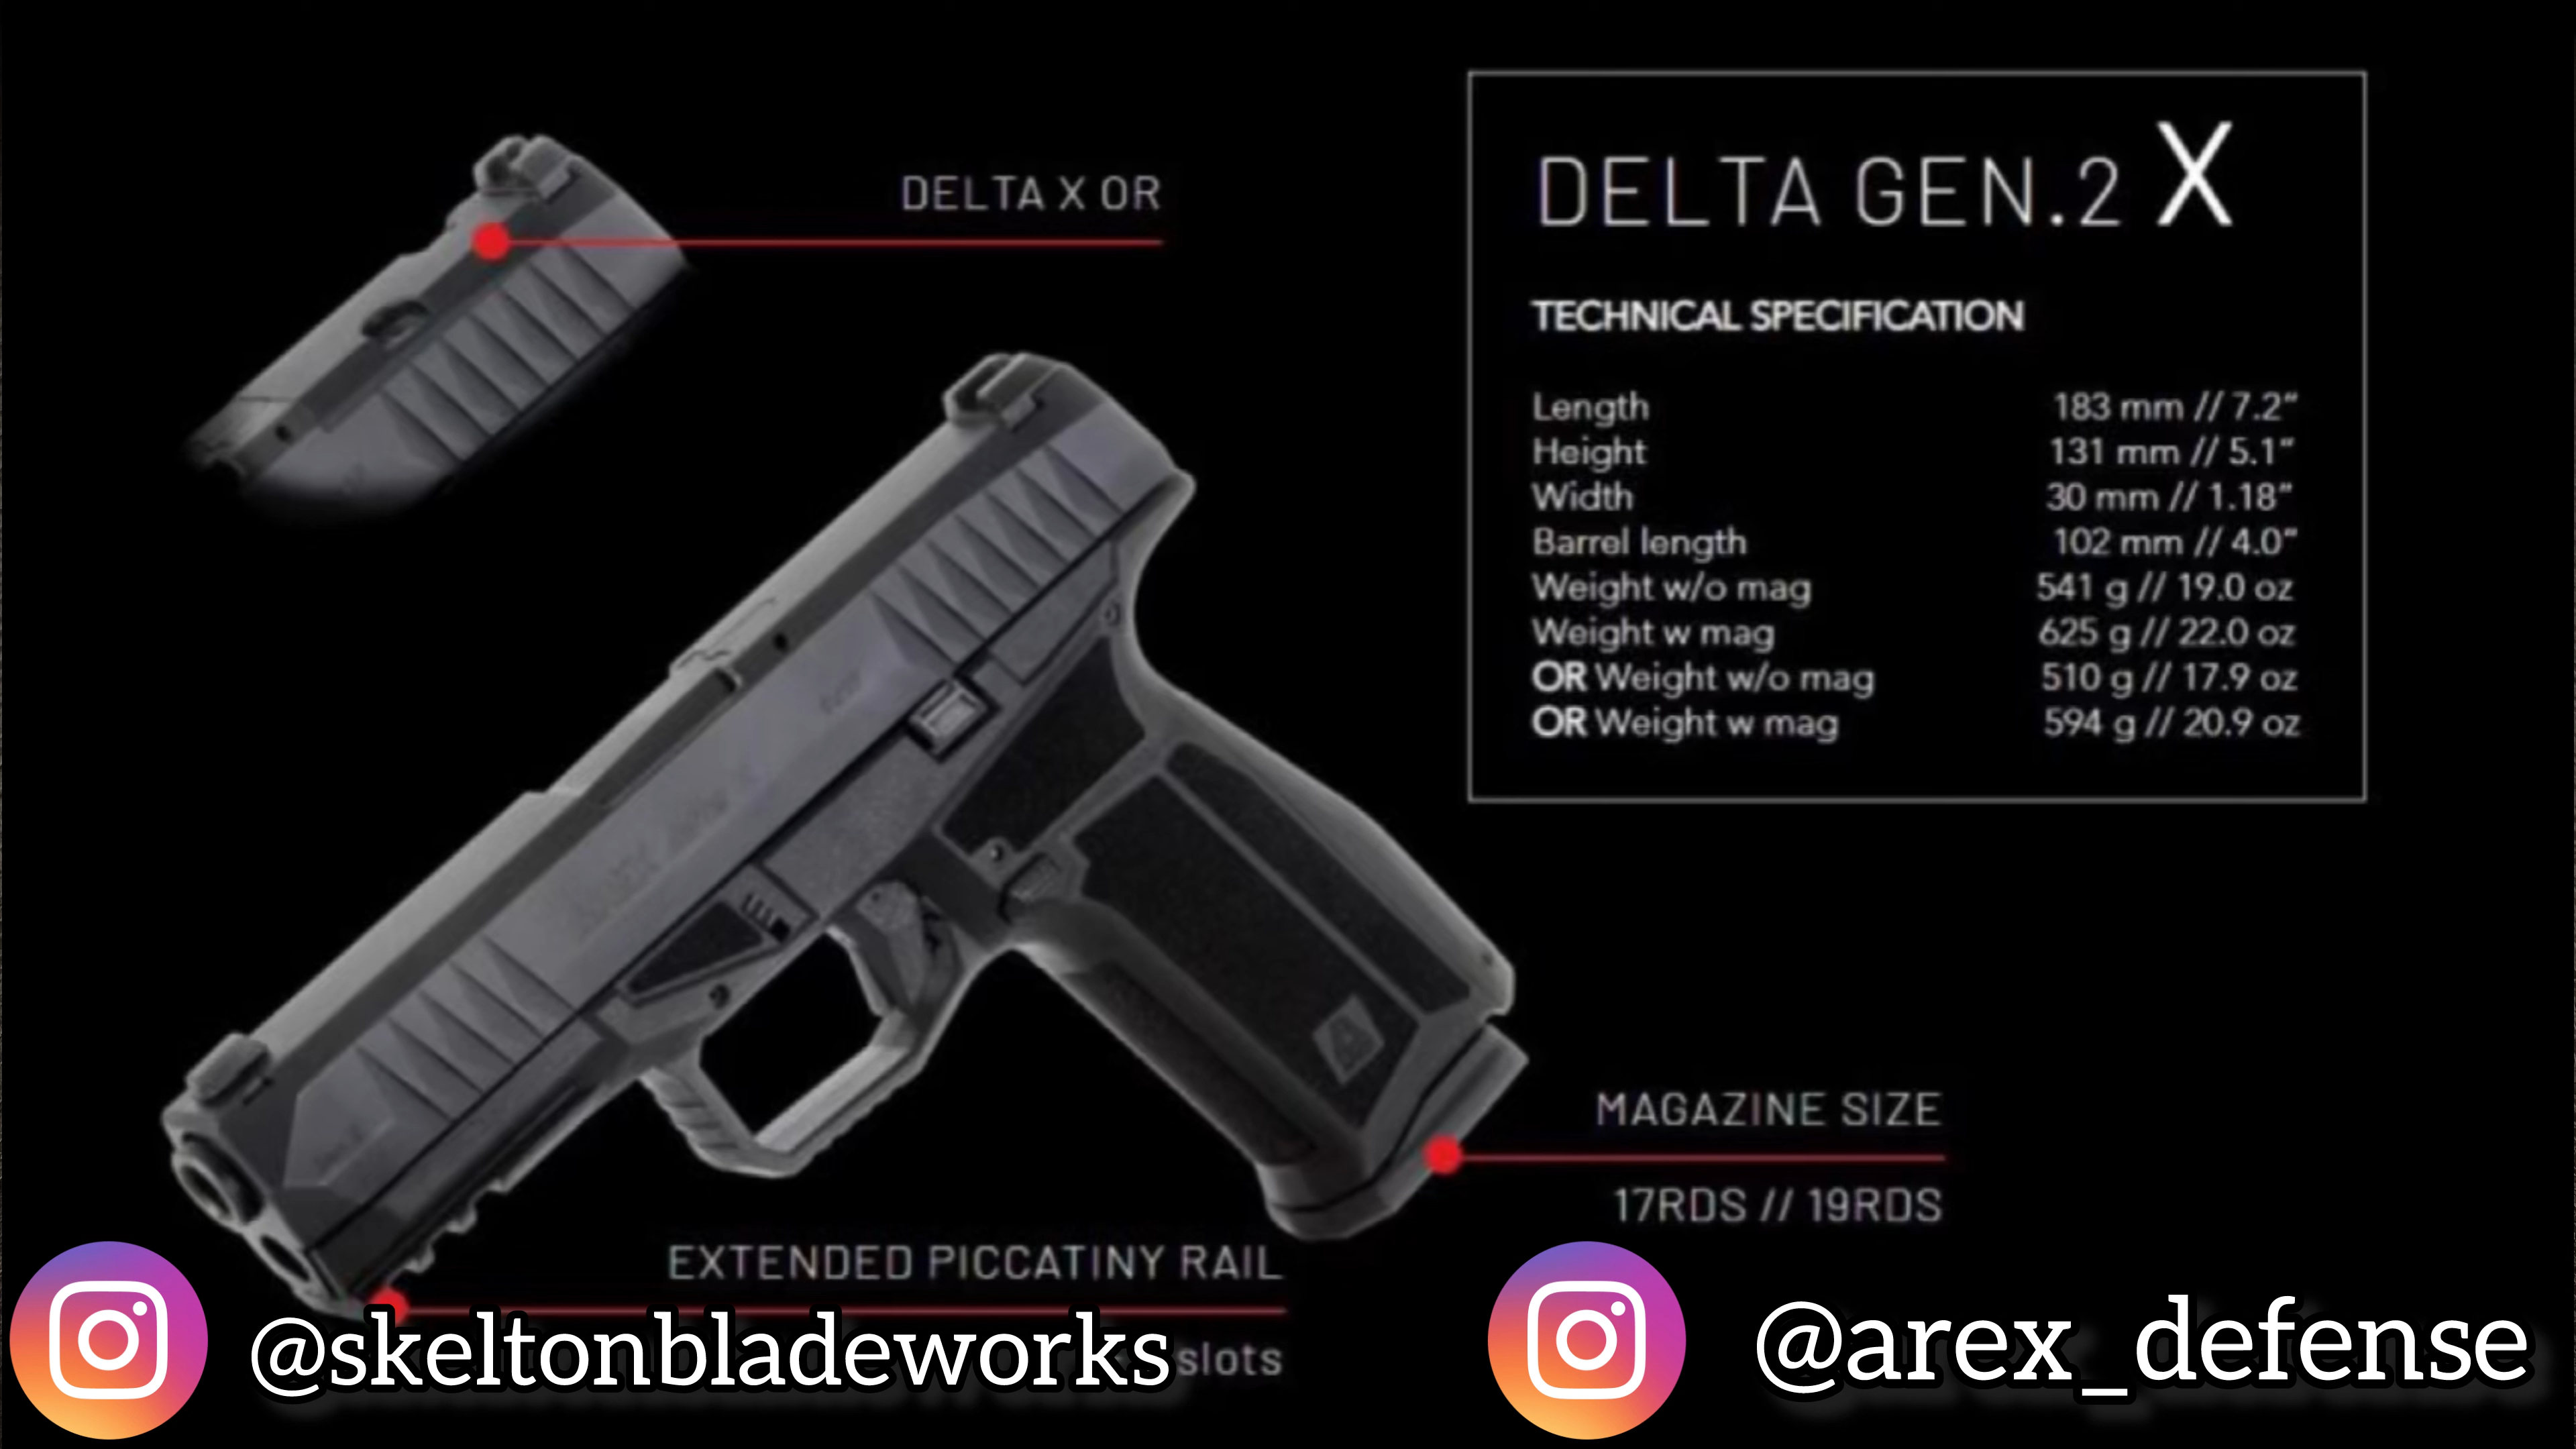 DELTA X OR
DELTA GEN.2 X
TECHNICAL SPECIFICATION
Length 183 mm // 7.2"
Height 131 mm // 5.1"
Width 30 mm // 1.18"
Barrel length 102 mm // 4.0"
Weight w/o mag 541 g // 19.0 oz
Weight w mag 625 g // 22.0 oz
OR Weight w/o mag 510 g // 17.9 oz
OR Weight w mag 594 g // 20.9 oz
MAGAZINE SIZE
17RDS // 19RDS
EXTENDED PICCATINY RAIL
slots
@skeltonbladeworks
@arex_defense